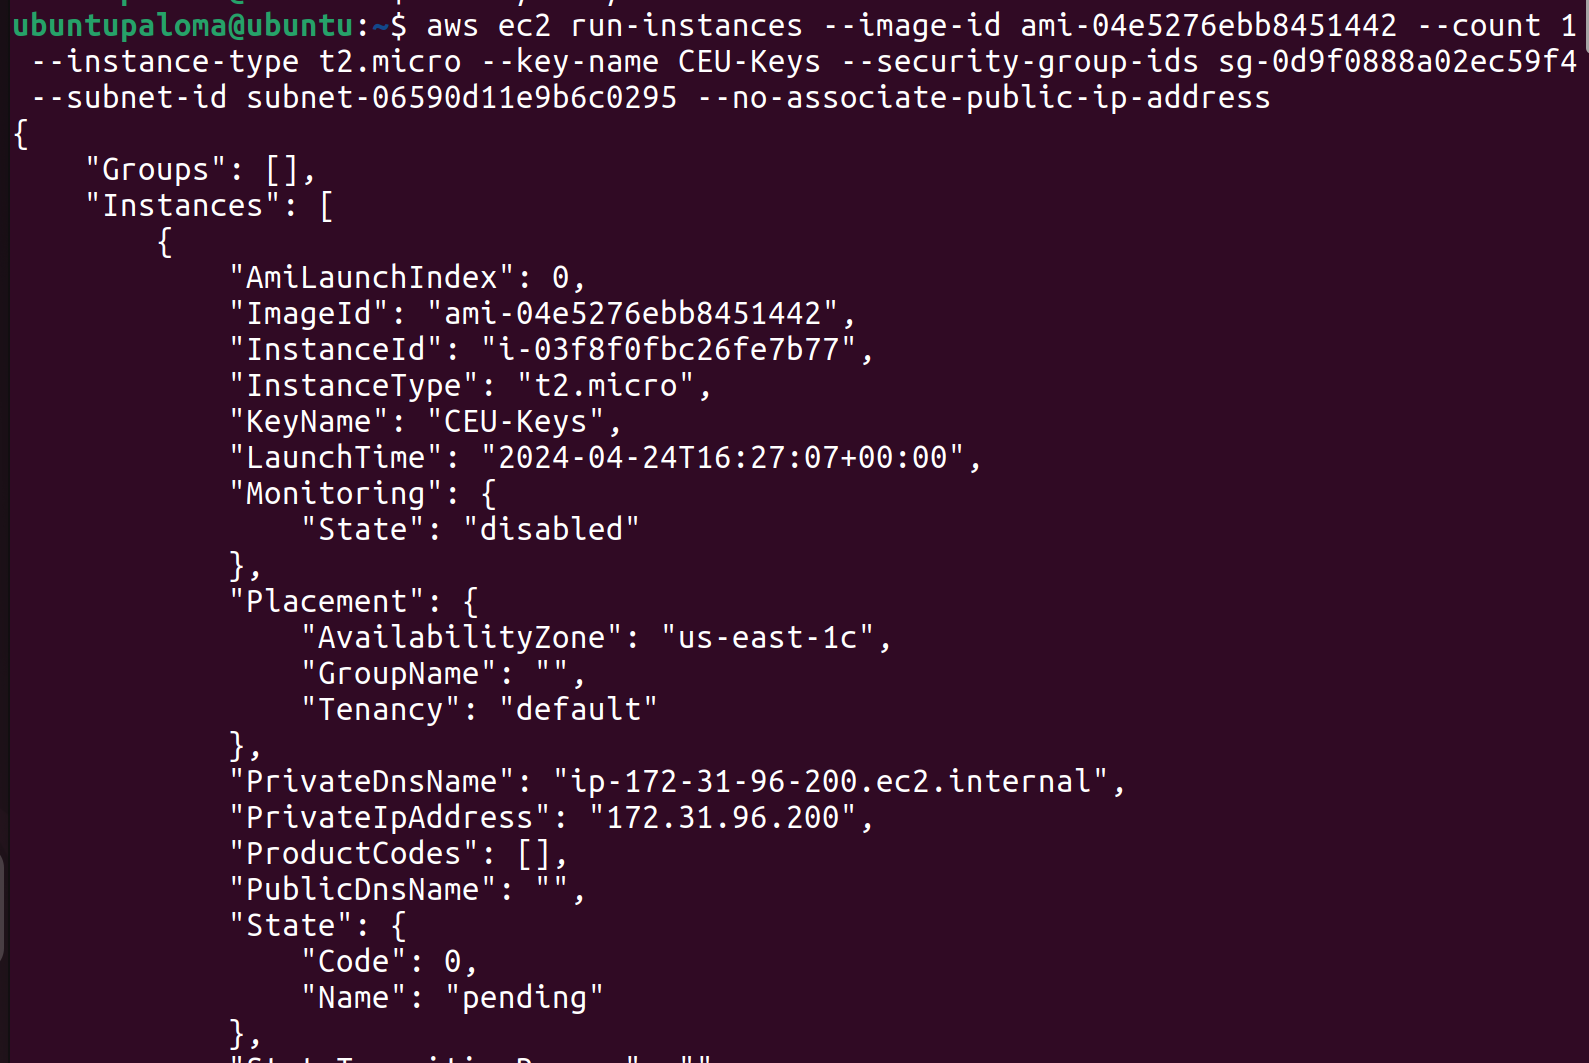 ubuntupaloma@ubuntu:~$ aws ec2 run-instances --image-id ami-04e5276ebb8451442 --count 1
--instance-type t2.micro --key-name CEU-Keys --security-group-ids sg-0d9f0888a02ec59f4
--subnet-id subnet-06590d11e9b6c0295 --no-associate-public-ip-address
{
    "Groups": [],
    "Instances": [
        {
            "AmiLaunchIndex": 0,
            "ImageId": "ami-04e5276ebb8451442",
            "InstanceId": "i-03f8f0fbc26fe7b77",
            "InstanceType": "t2.micro",
            "KeyName": "CEU-Keys",
            "LaunchTime": "2024-04-24T16:27:07+00:00",
            "Monitoring": {
                "State": "disabled"
            },
            "Placement": {
                "AvailabilityZone": "us-east-1c",
                "GroupName": "",
                "Tenancy": "default"
            },
            "PrivateDnsName": "ip-172-31-96-200.ec2.internal",
            "PrivateIpAddress": "172.31.96.200",
            "ProductCodes": [],
            "PublicDnsName": "",
            "State": {
                "Code": 0,
                "Name": "pending"
            },